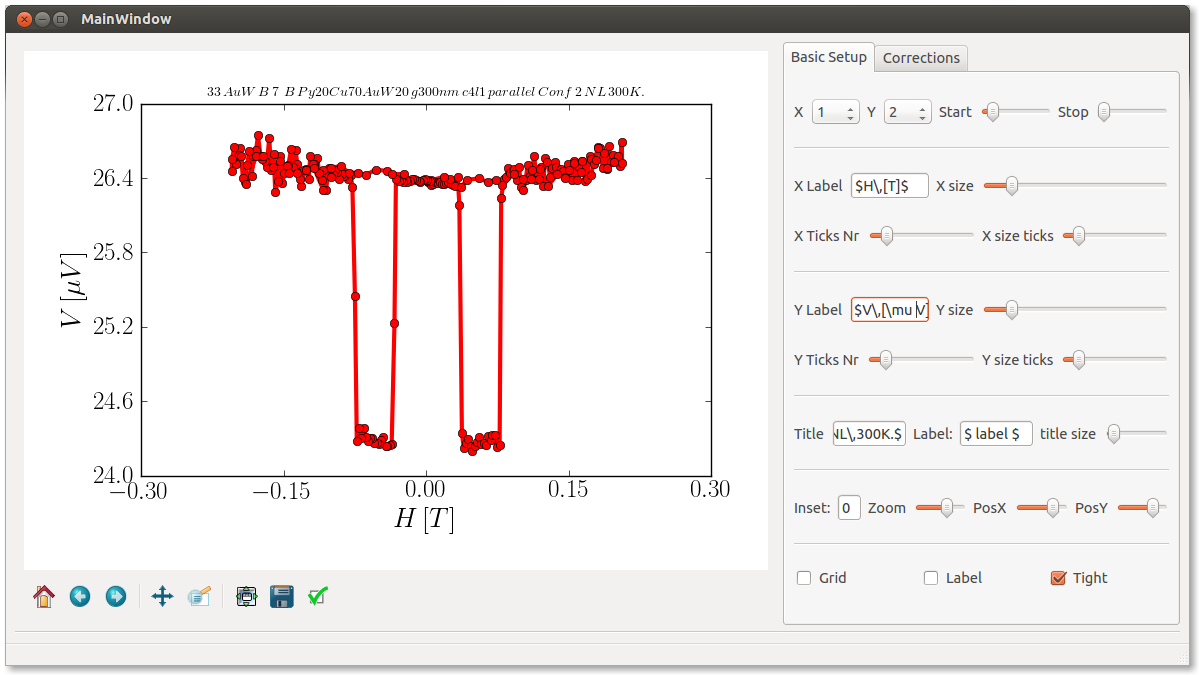 MainWindow
33 AuW B 7 B Py20Cu70AuW20 g300nm c4l1 parallel Conf 2 NL 300K.
27.0
26.4
25.8
25.2
24.6
24.0
V [μV]
−0.30
−0.15
0.00
0.15
0.30
H [T]
Basic Setup
Corrections
X 1 Y 2 Start Stop
X Label $H\,[T]$ X size
X Ticks Nr X size ticks
Y Label $V\,[\mu V] Y size
Y Ticks Nr Y size ticks
Title NL\,300K.$ Label: $ label $ title size
Inset: 0 Zoom PosX PosY
Grid Label Tight